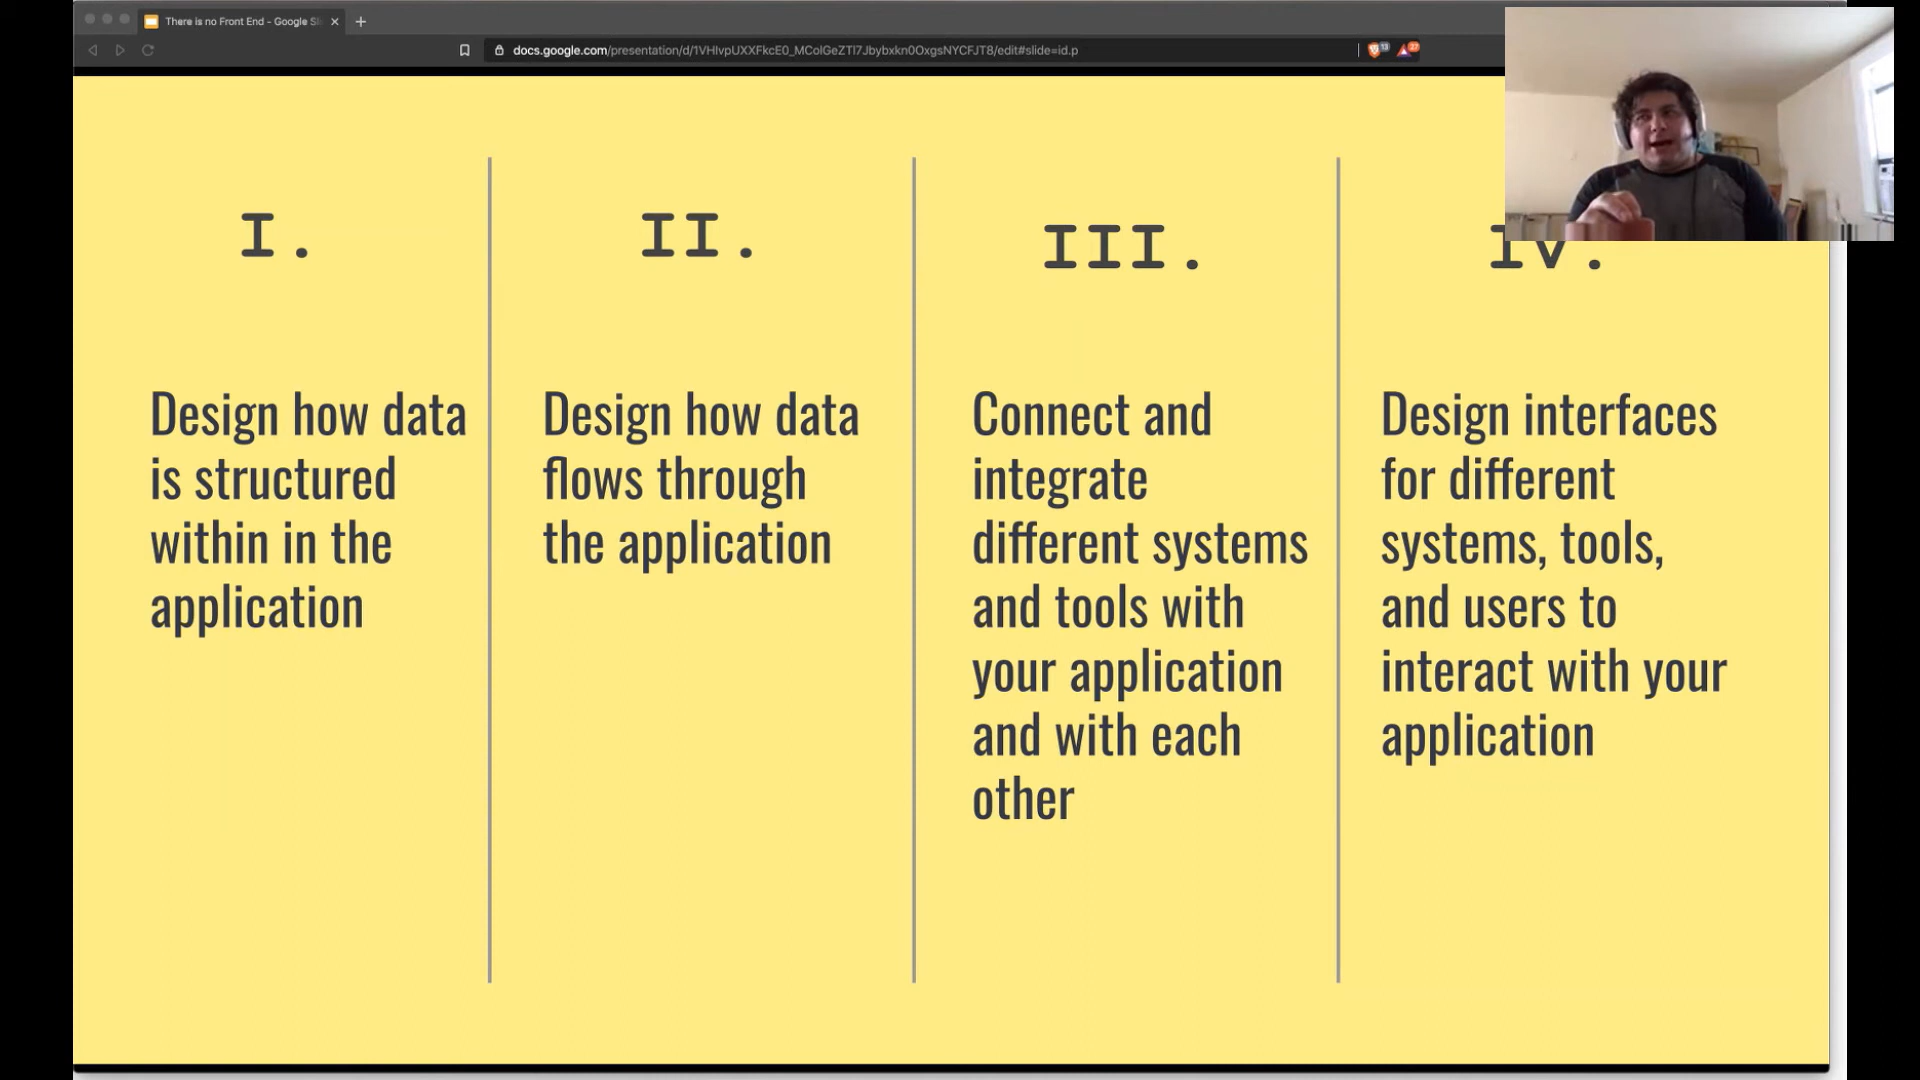 There is no Front End - Google Sl
docs.google.com/presentation/d/1VHlvpUXXFkcE0_MColGeZTl7Jbybxkn0OxgsNYCFJT8/edit#slide=id.p
I.
Design how data
is structured
within in the
application
II.
Design how data
flows through
the application
III.
Connect and
integrate
different systems
and tools with
your application
and with each
other
IV.
Design interfaces
for different
systems, tools,
and users to
interact with your
application